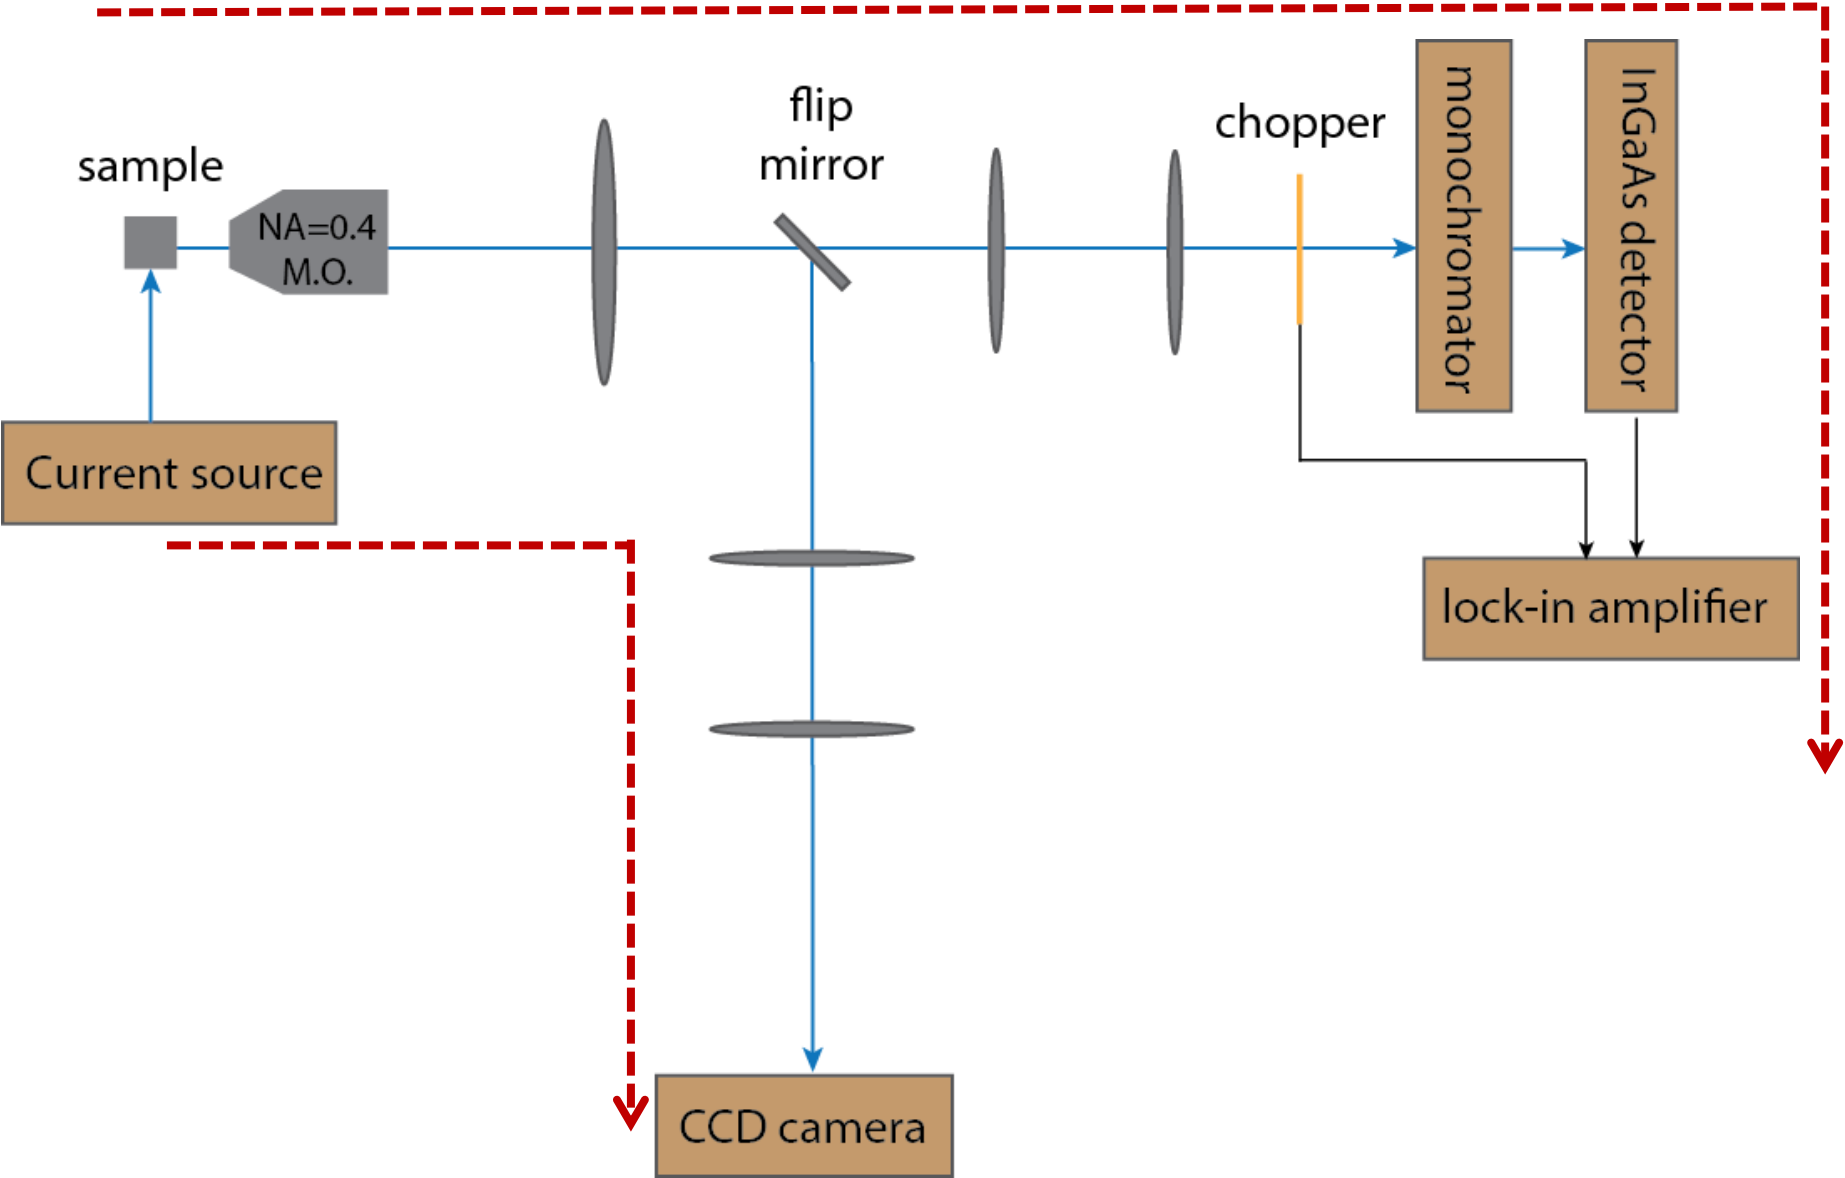 flip
mirror
chopper
sample
NA=0.4
M.O.
monochromator
InGaAs detector
Current source
lock-in amplifier
CCD camera